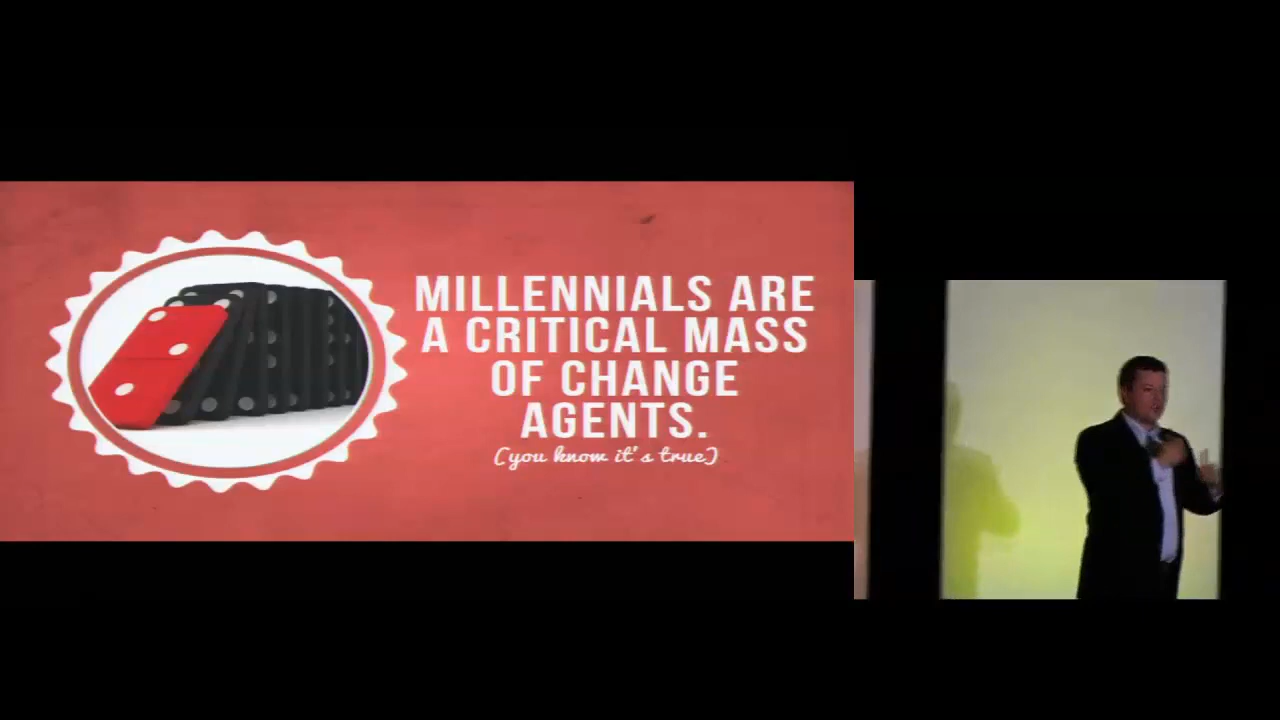 MILLENNIALS ARE
A CRITICAL MASS
OF CHANGE
AGENTS.
(you know it's true)